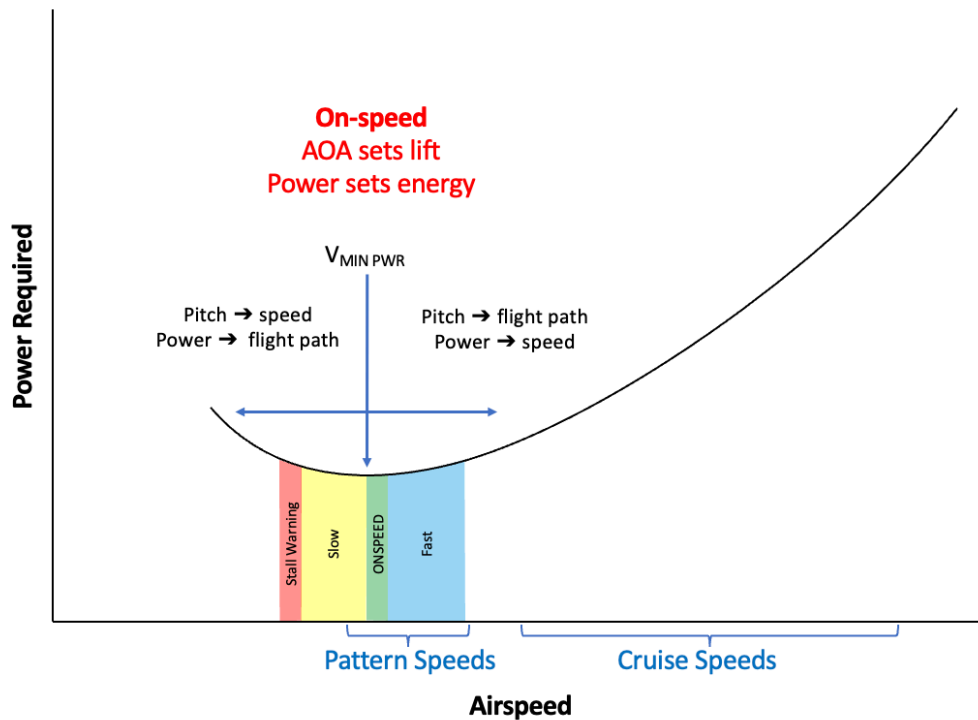 On-speed
AOA sets lift
Power sets energy
V MIN PWR
Pitch ➔ speed
Power ➔ flight path
Pitch ➔ flight path
Power ➔ speed
Power Required
Stall Warning
Slow
ONSPEED
Fast
Pattern Speeds
Cruise Speeds
Airspeed